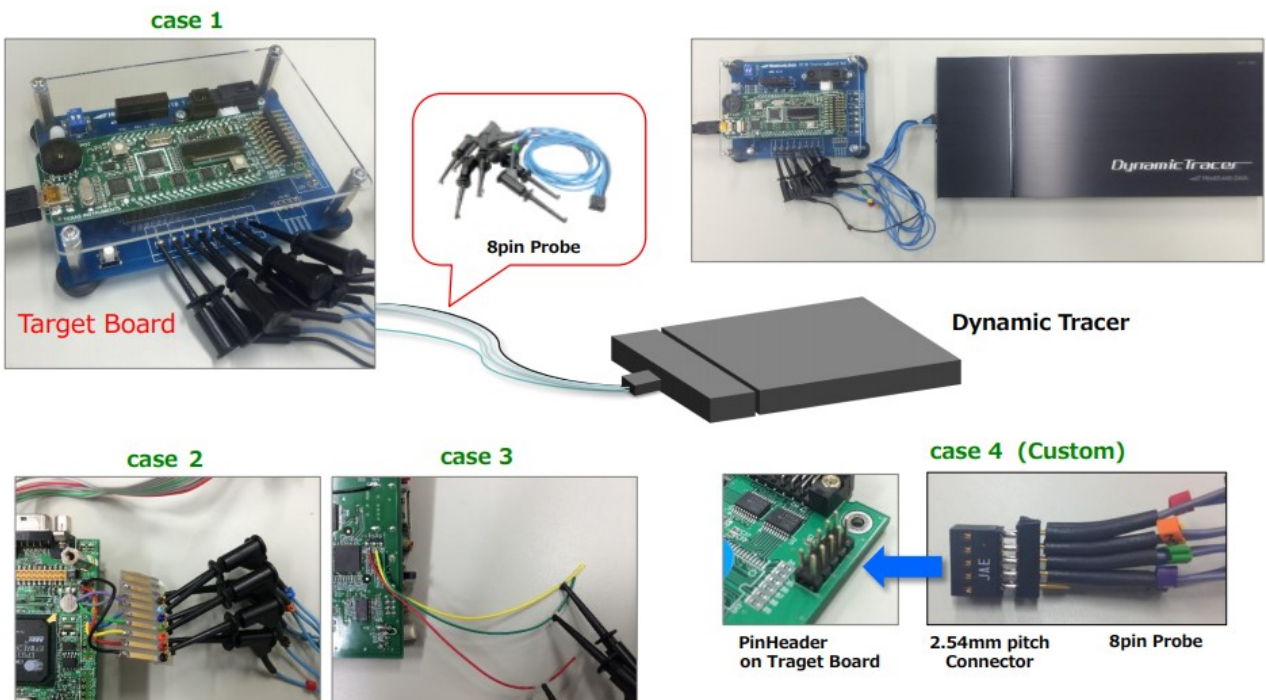 case 1
Target Board
8pin Probe
DynamicTracer
Dynamic Tracer
case 2
case 3
case 4 (Custom)
JAE
PinHeader
on Traget Board
2.54mm pitch
Connector
8pin Probe